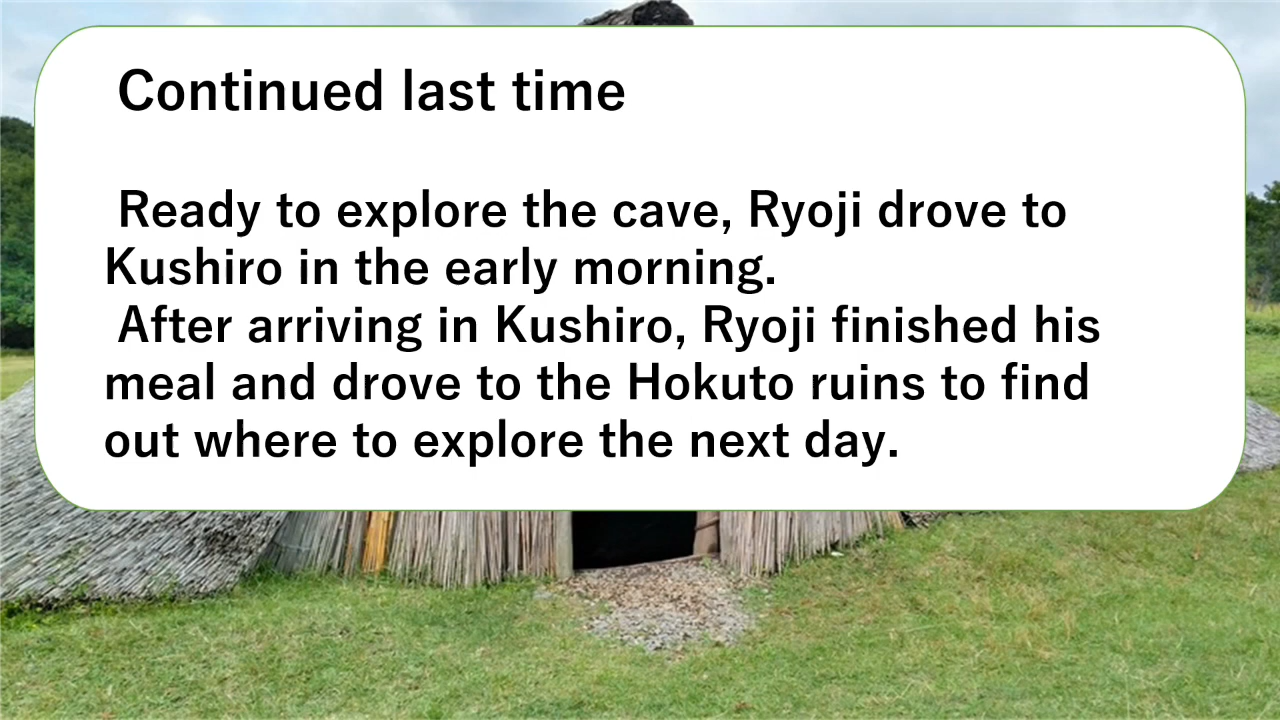 Continued last time
Ready to explore the cave, Ryoji drove to
Kushiro in the early morning.
After arriving in Kushiro, Ryoji finished his
meal and drove to the Hokuto ruins to find
out where to explore the next day.